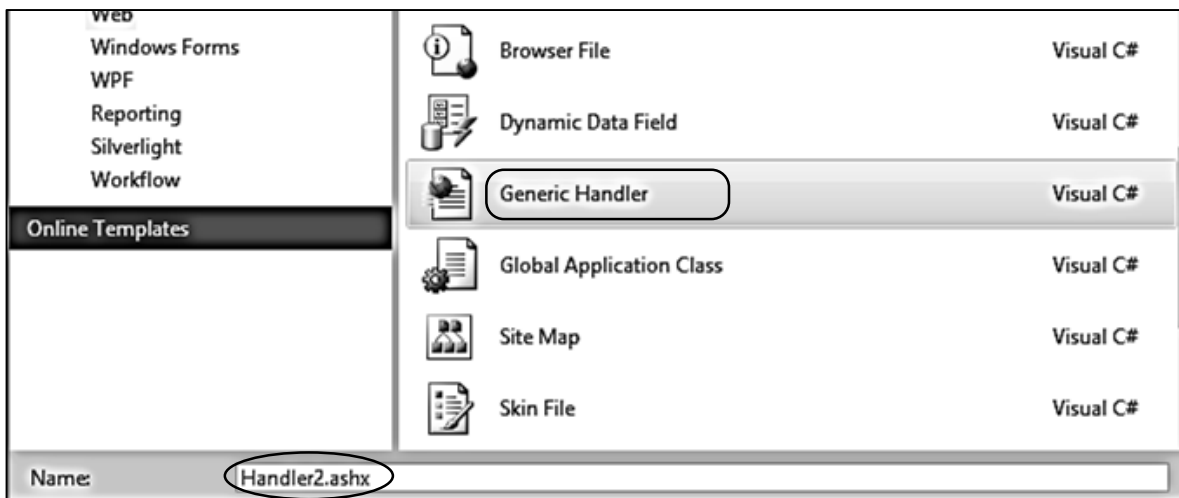 Web
Windows Forms
WPF
Reporting
Silverlight
Workflow
Online Templates
Browser File Visual C#
Dynamic Data Field Visual C#
Generic Handler Visual C#
Global Application Class Visual C#
Site Map Visual C#
Skin File Visual C#
Name: Handler2.ashx